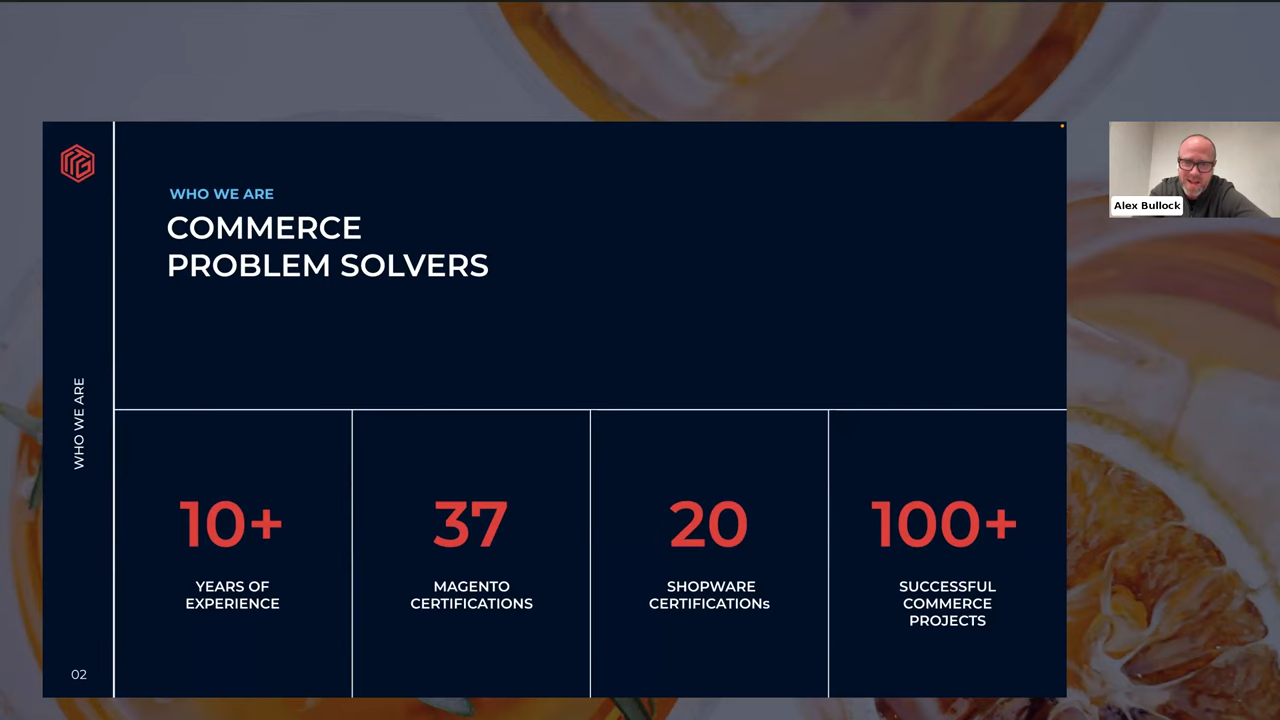 WHO WE ARE
COMMERCE
PROBLEM SOLVERS
WHO WE ARE
10+
YEARS OF
EXPERIENCE
37
MAGENTO
CERTIFICATIONS
20
SHOPWARE
CERTIFICATIONs
100+
SUCCESSFUL
COMMERCE
PROJECTS
02
Alex Bullock